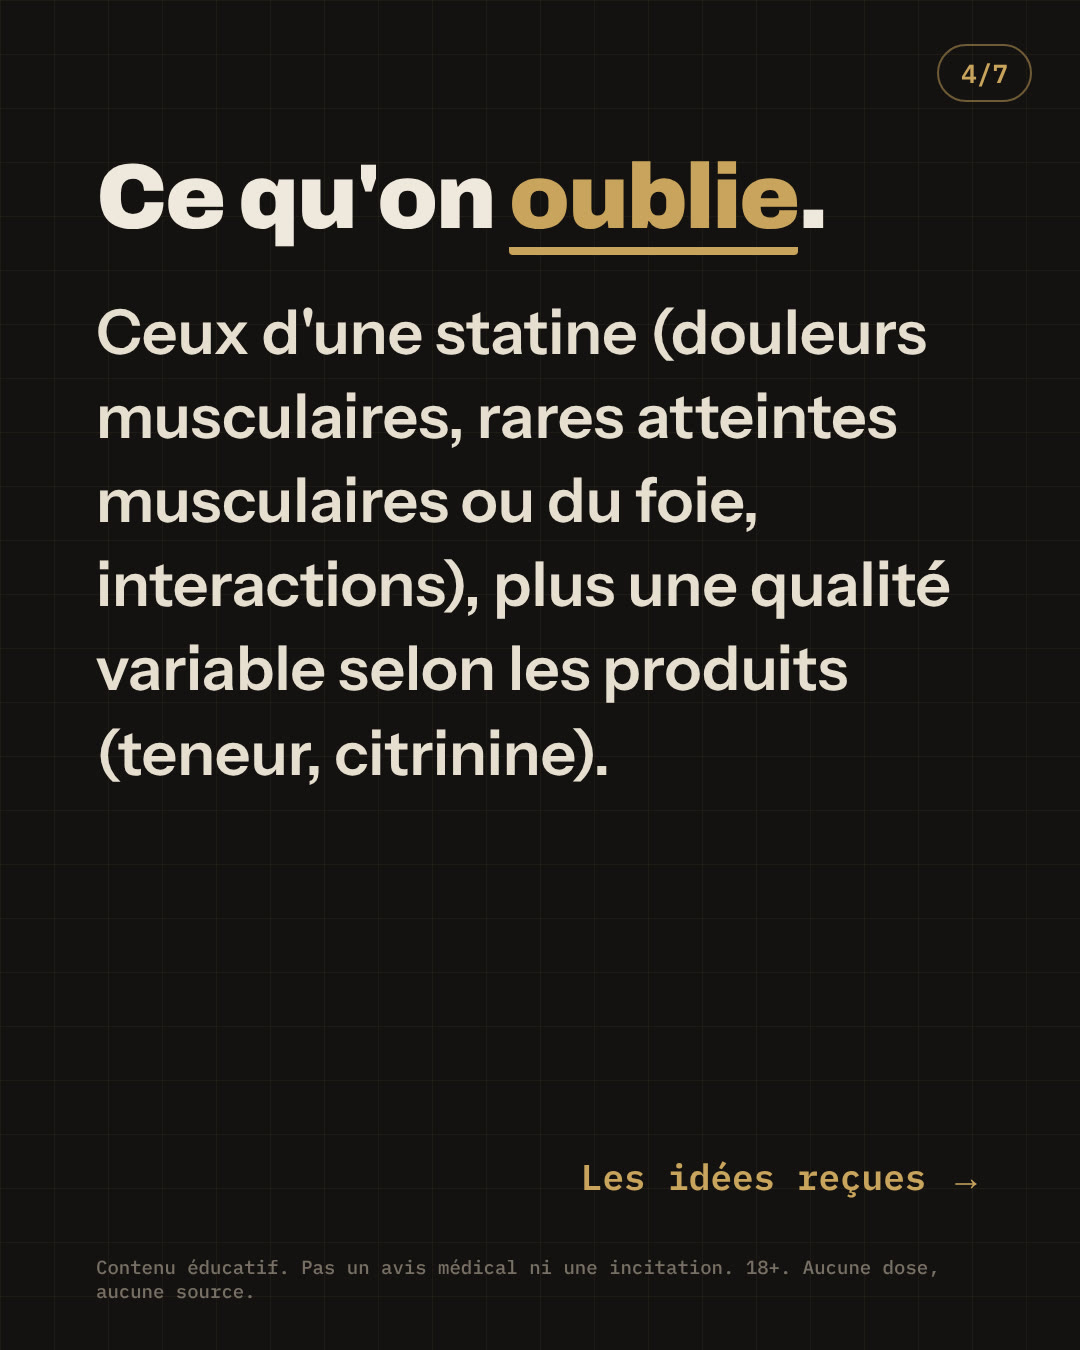 4/7
Ce qu'on oublie.
Ceux d'une statine (douleurs
musculaires, rares atteintes
musculaires ou du foie,
interactions), plus une qualité
variable selon les produits
(teneur, citrinine).
Les idées reçues →
Contenu éducatif. Pas un avis médical ni une incitation. 18+. Aucune dose,
aucune source.